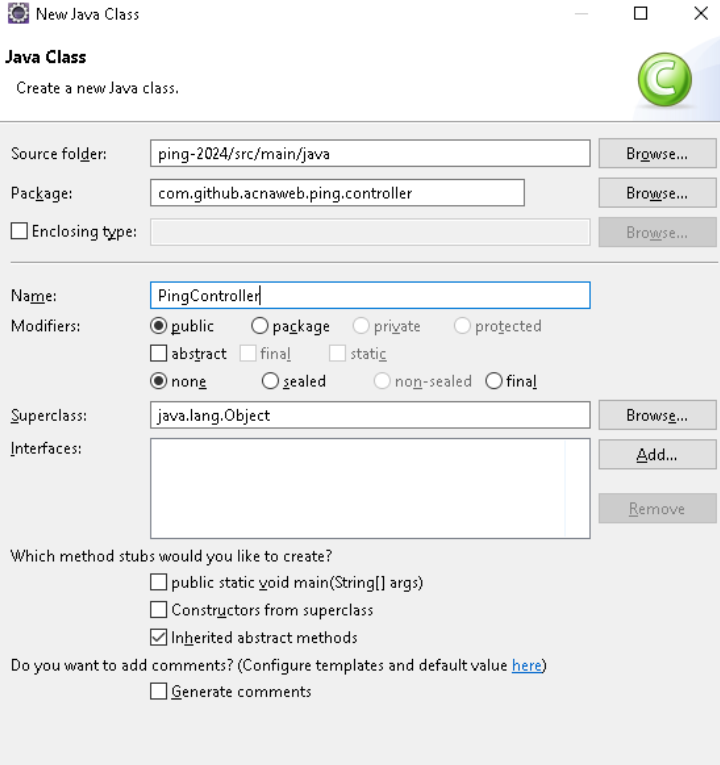 New Java Class
Java Class
Create a new Java class.
Source folder: ping-2024/src/main/java Browse...
Package: com.github.acnaweb.ping.controller Browse...
Enclosing type: Browse...
Name: PingController
Modifiers: public package private protected
abstract final static
none sealed non-sealed final
Superclass: java.lang.Object Browse...
Interfaces: Add...
Remove
Which method stubs would you like to create?
public static void main(String[] args)
Constructors from superclass
Inherited abstract methods
Do you want to add comments? (Configure templates and default value here)
Generate comments